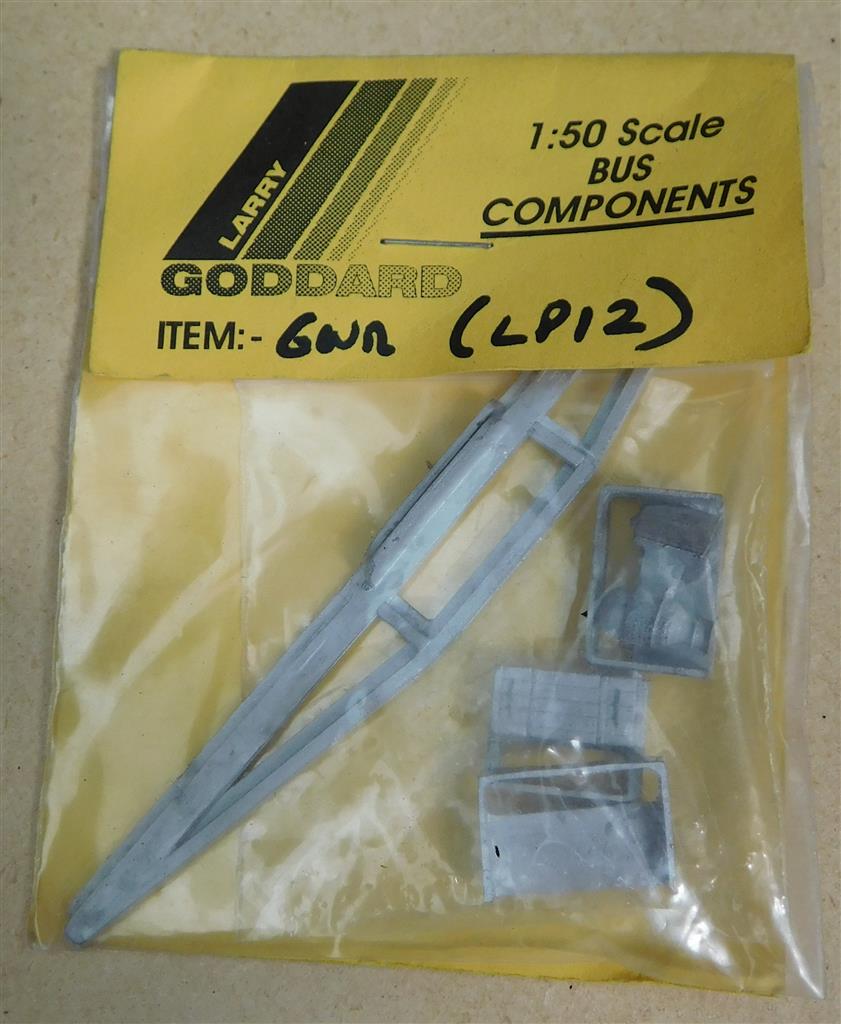 LARRY
GODDARD
1:50 Scale
BUS
COMPONENTS
ITEM:- GWR (LP12)